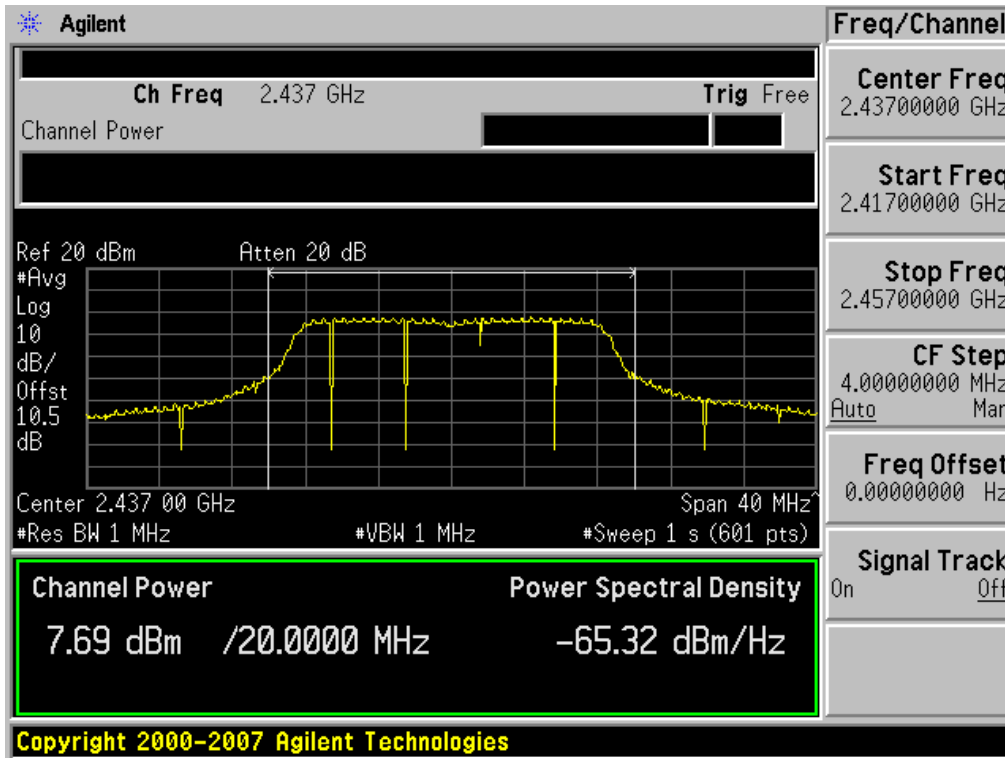 Agilent
Freq/Channel
Ch Freq 2.437 GHz Trig Free
Channel Power
Center Freq
2.43700000 GHz
Start Freq
2.41700000 GHz
Stop Freq
2.45700000 GHz
CF Step
4.00000000 MHz
Auto Man
Freq Offset
0.00000000 Hz
Signal Track
On Off
Ref 20 dBm Atten 20 dB
#Avg
Log
10
dB/
Offst
10.5
dB
Center 2.437 00 GHz Span 40 MHz^
#Res BW 1 MHz #VBW 1 MHz #Sweep 1 s (601 pts)
Channel Power Power Spectral Density
7.69 dBm /20.0000 MHz -65.32 dBm/Hz
Copyright 2000-2007 Agilent Technologies